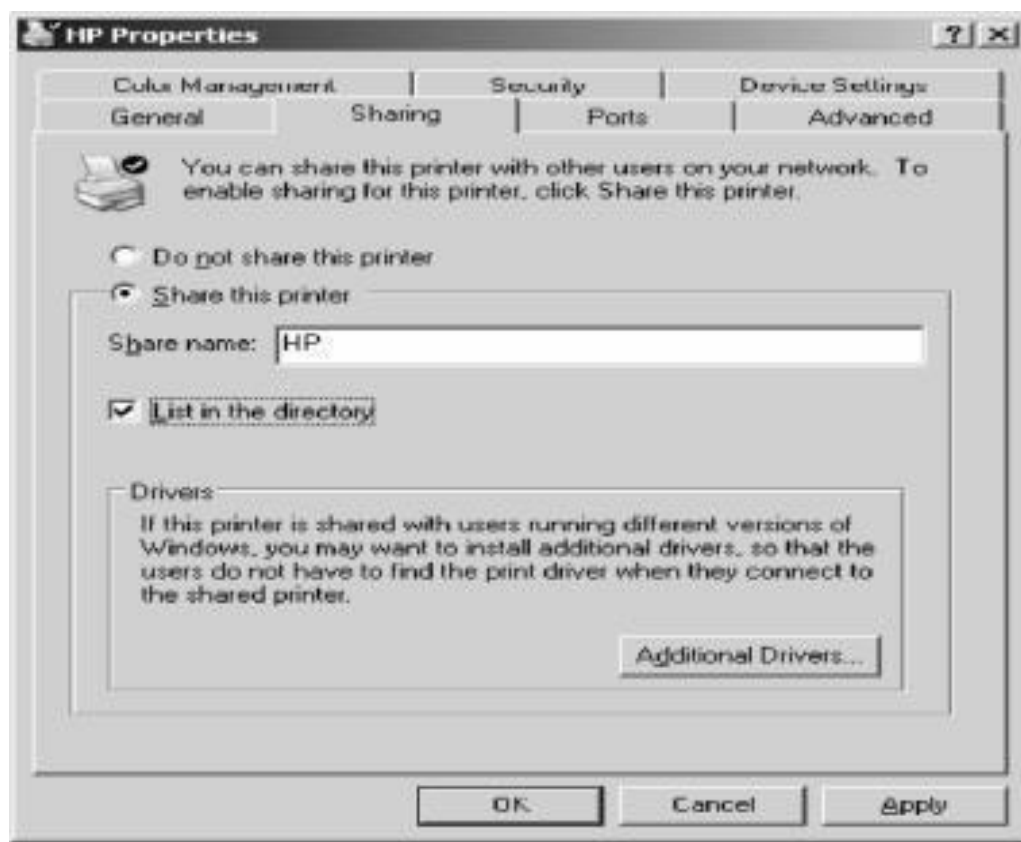 HP Properties
Color Management Security Device Settings
General Sharing Ports Advanced
You can share this printer with other users on your network. To
enable sharing for this printer, click Share this printer.
Do not share this printer
Share this printer
Share name: HP
List in the directory
Drivers
If this printer is shared with users running different versions of
Windows, you may want to install additional drivers, so that the
users do not have to find the print driver when they connect to
the shared printer.
Additional Drivers...
OK Cancel Apply